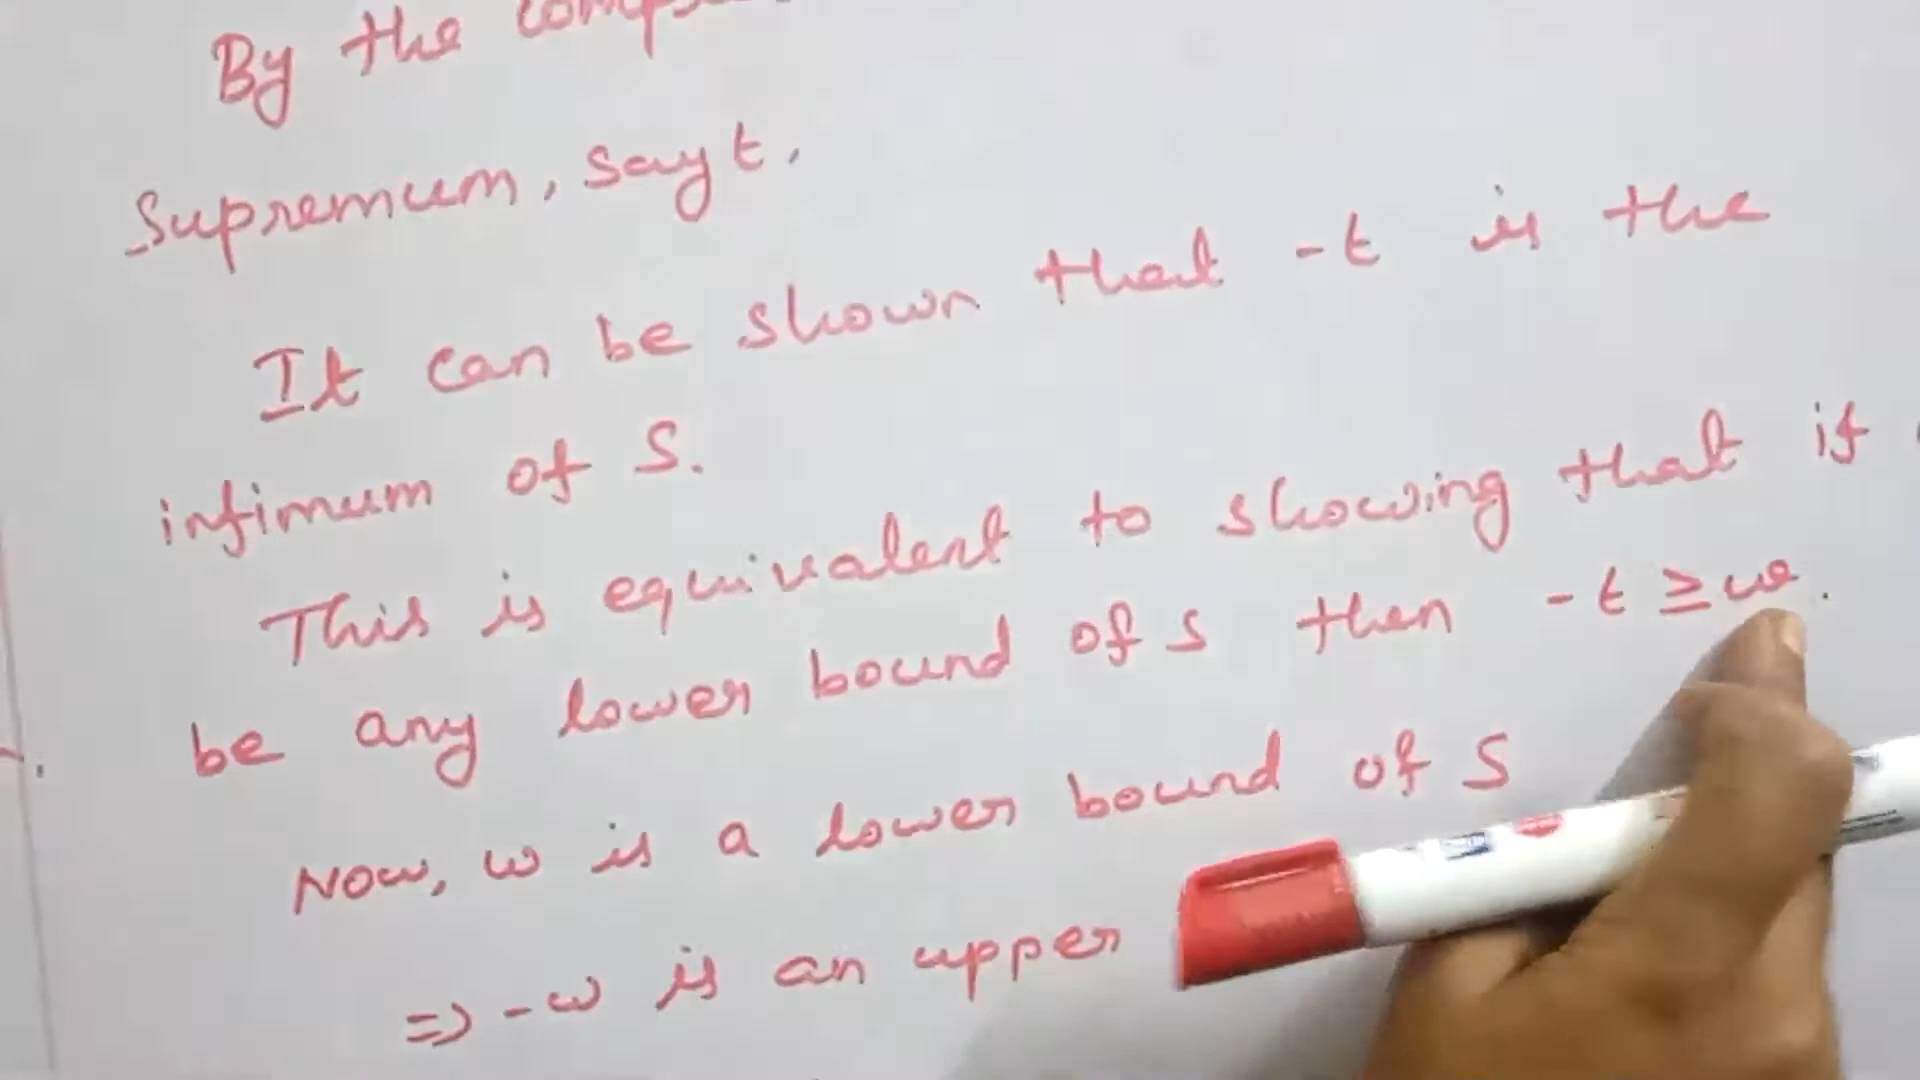 By the
Supremum, say t.
It can be shown that -t is the
infimum of S.
This is equivalent to showing that if
be any lower bound of S then -t ≥ w.
Now, w is a lower bound of S
=> -w is an upper